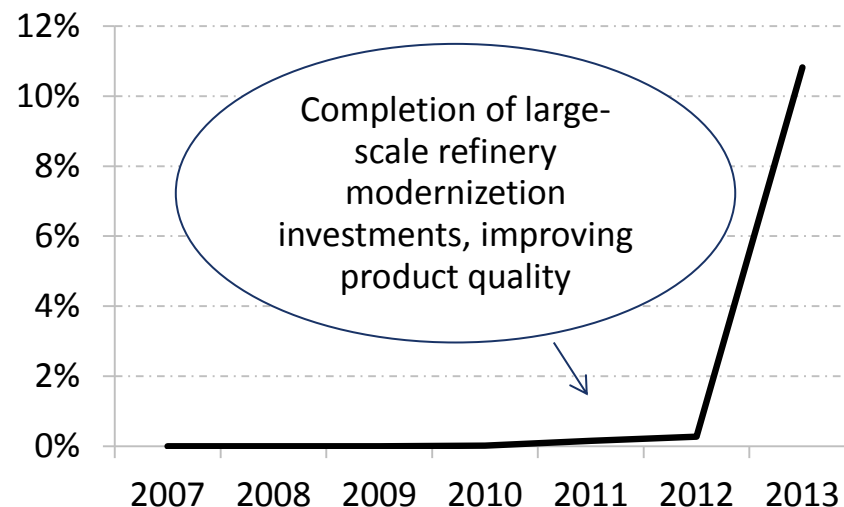 12%
10%
8%
6%
4%
2%
0%
Completion of large-
scale refinery
modernizetion
investments, improving
product quality
2007 2008 2009 2010 2011 2012 2013